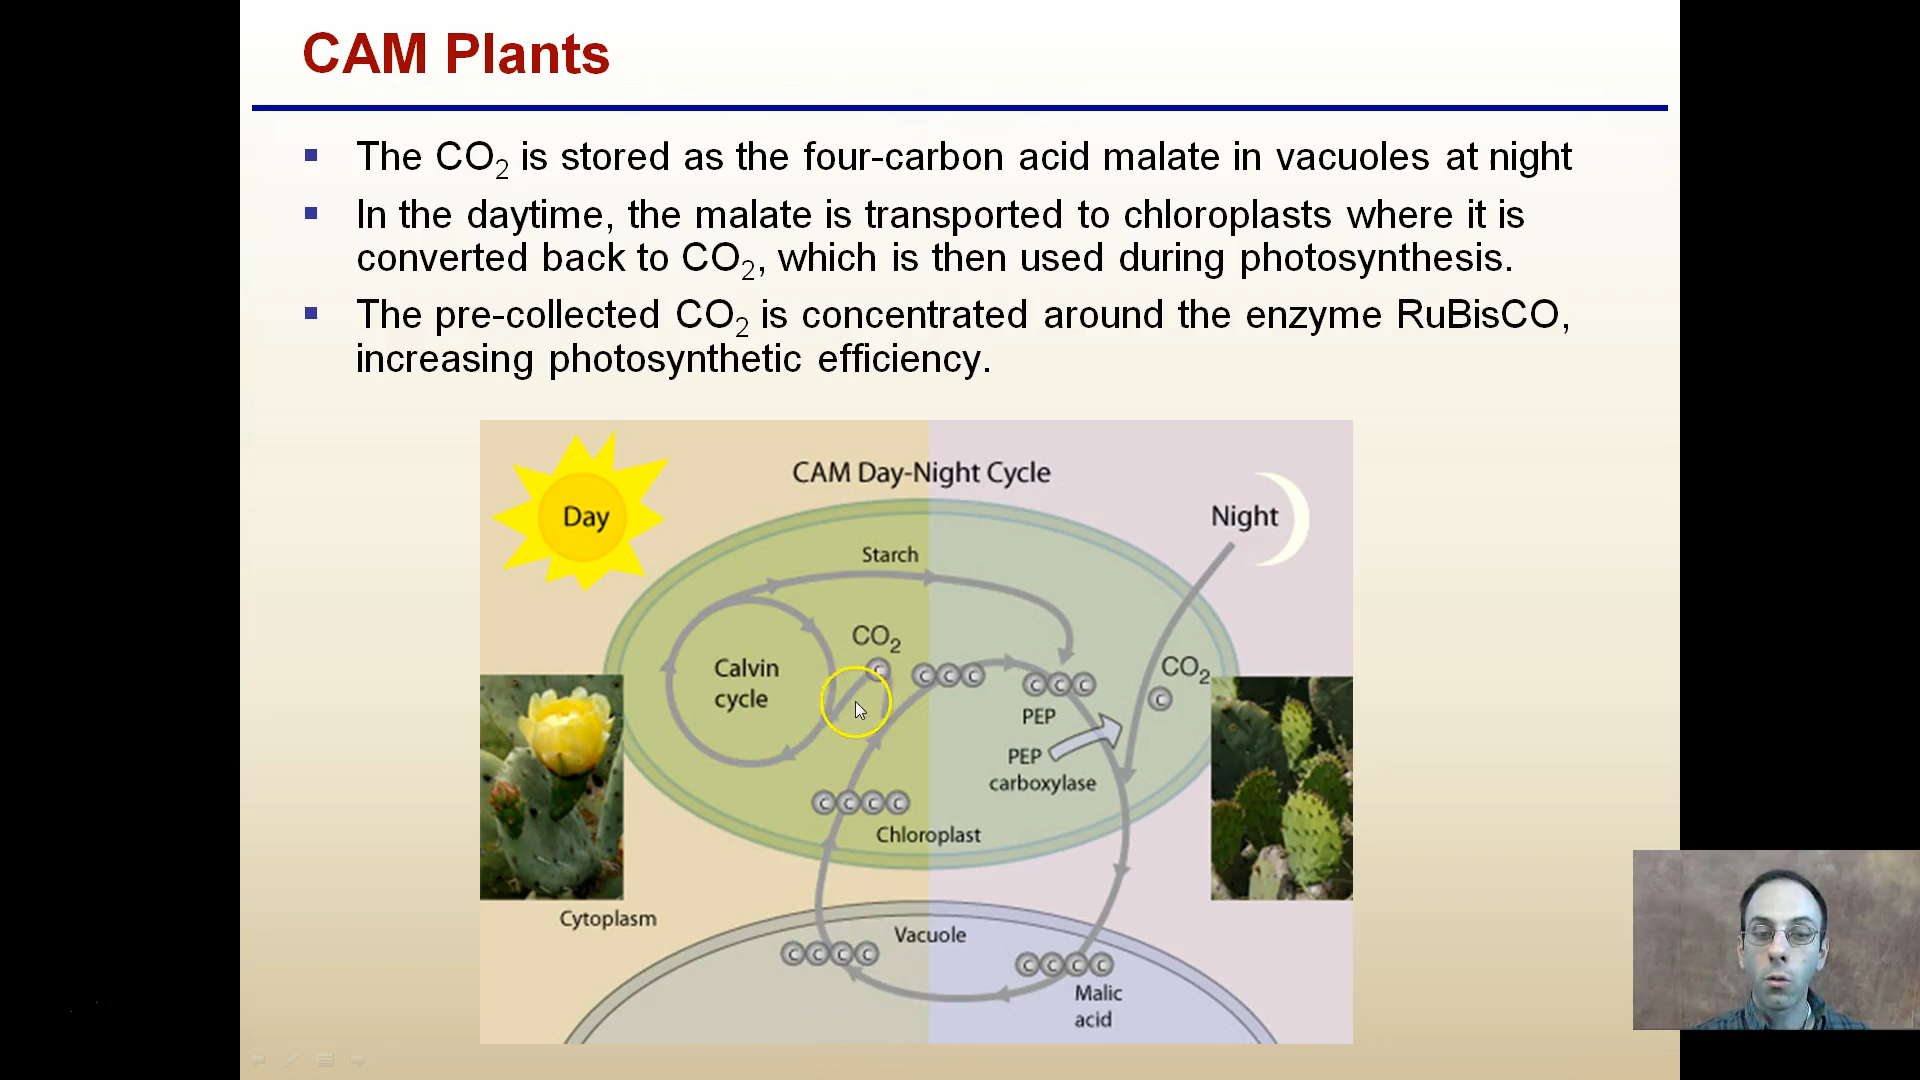 CAM Plants
The CO₂ is stored as the four-carbon acid malate in vacuoles at night
In the daytime, the malate is transported to chloroplasts where it is
converted back to CO₂, which is then used during photosynthesis.
The pre-collected CO₂ is concentrated around the enzyme RuBisCO,
increasing photosynthetic efficiency.
CAM Day-Night Cycle
Day
Night
Starch
CO₂
C
Calvin
cycle
C C C
C C C
CO₂
C
PEP
PEP
carboxylase
C C C C
Chloroplast
Cytoplasm
Vacuole
C C C C
C C C C
Malic
acid